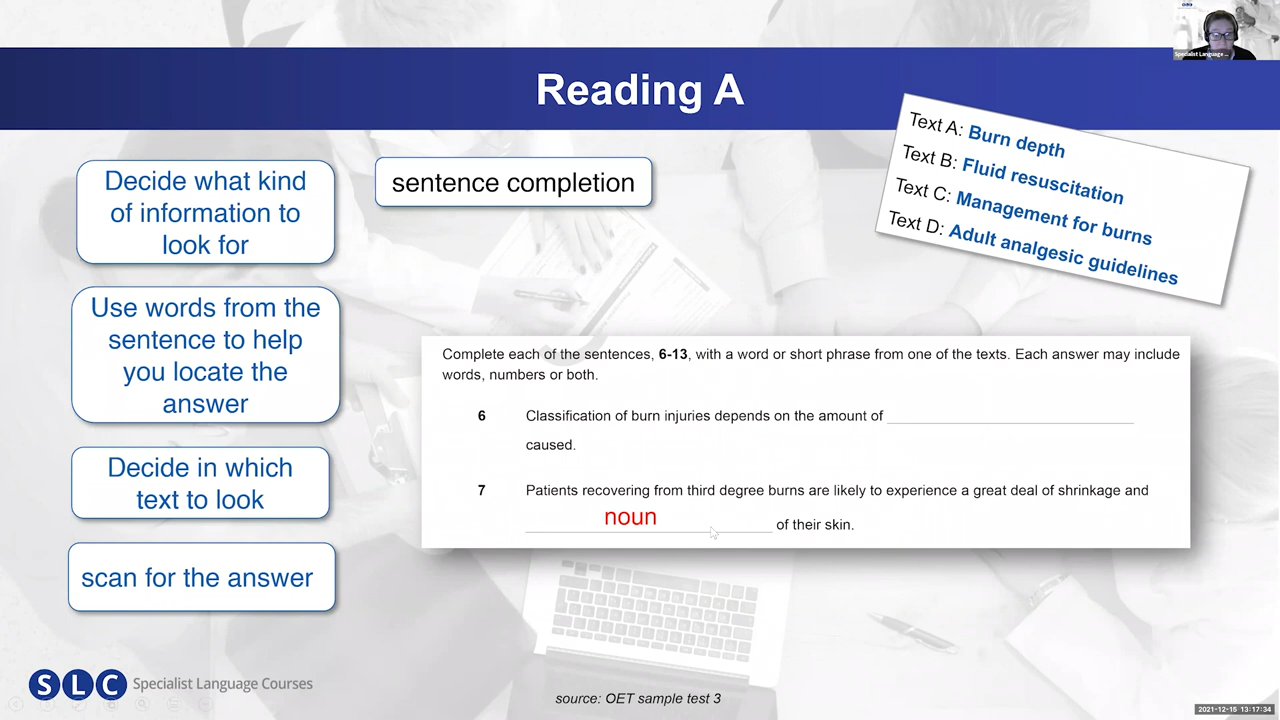 Reading A
Specialist Language ...
Text A: Burn depth
Text B: Fluid resuscitation
Text C: Management for burns
Text D: Adult analgesic guidelines
Decide what kind
of information to
look for
sentence completion
Use words from the
sentence to help
you locate the
answer
Decide in which
text to look
scan for the answer
Complete each of the sentences, 6-13, with a word or short phrase from one of the texts. Each answer may include
words, numbers or both.
6 Classification of burn injuries depends on the amount of
caused.
7 Patients recovering from third degree burns are likely to experience a great deal of shrinkage and
noun of their skin.
SLC Specialist Language Courses
source: OET sample test 3
2021-12-15 13:17:34